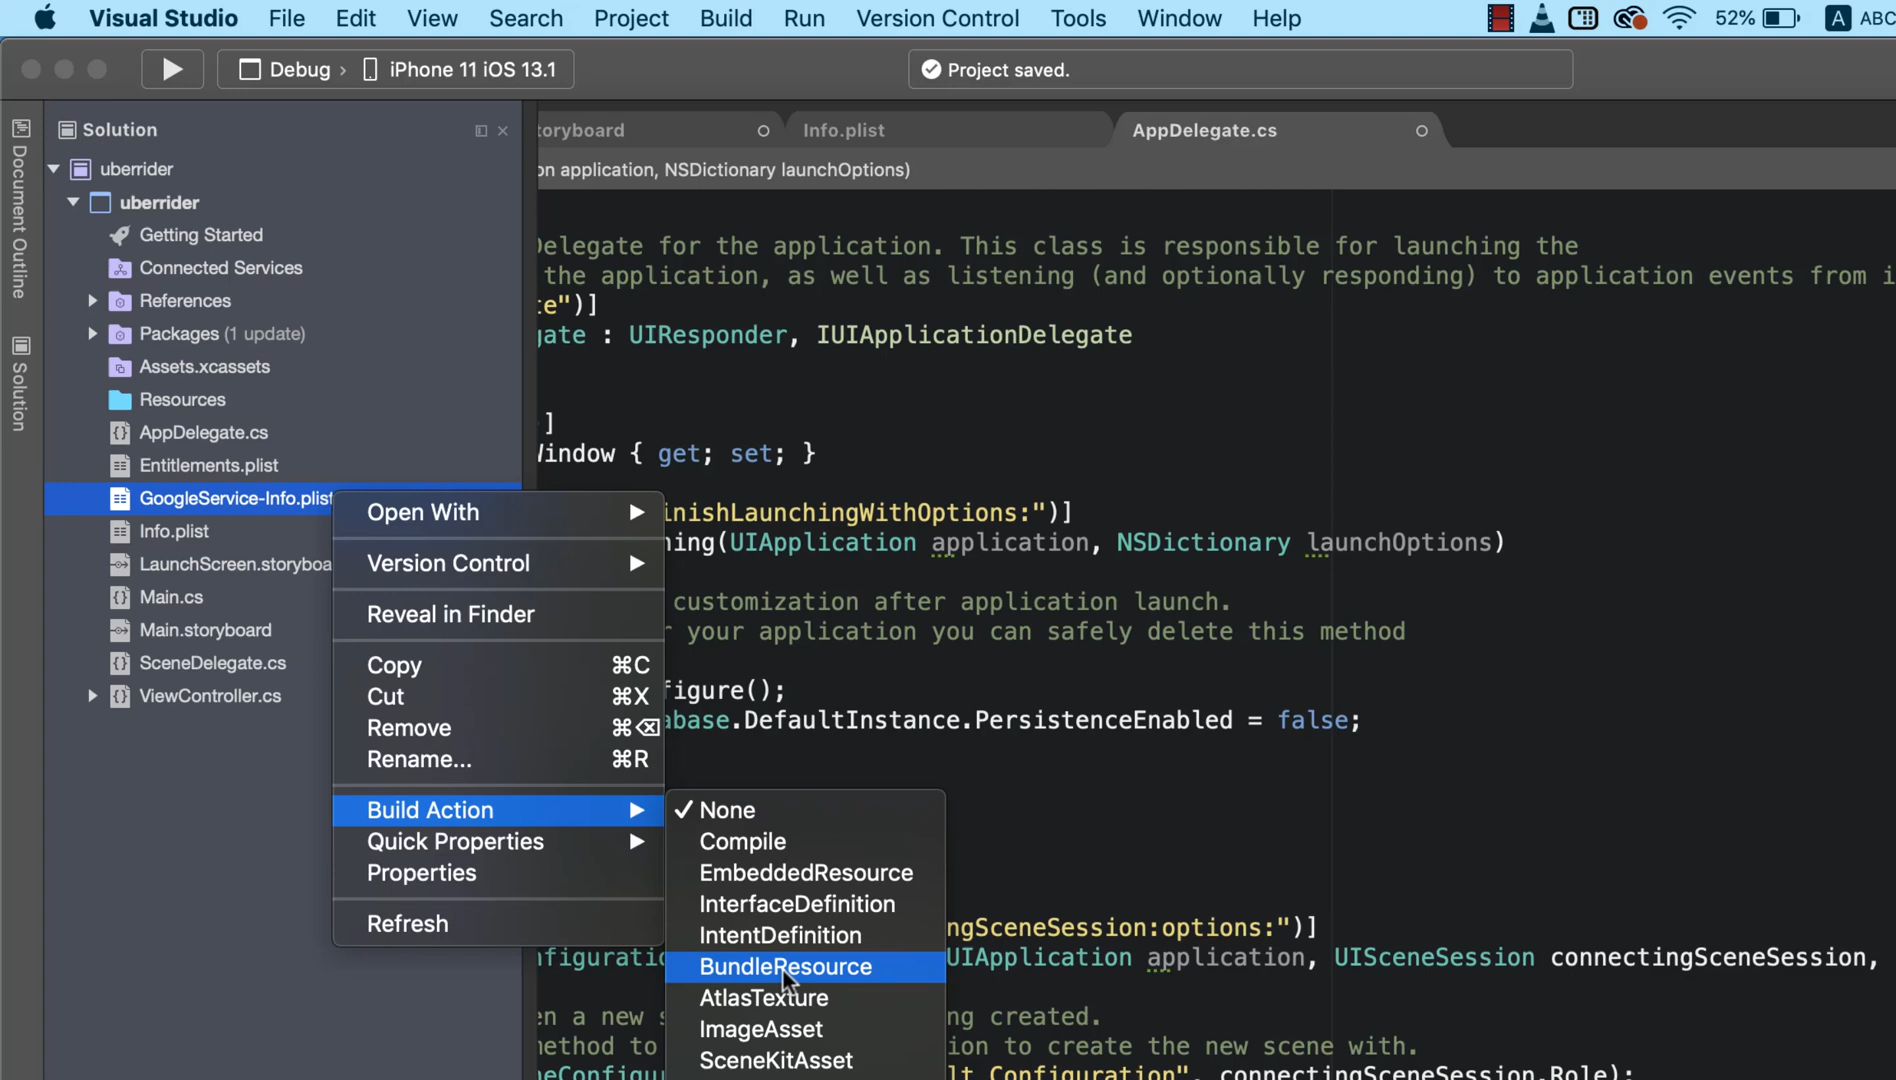 Visual Studio File Edit View Search Project Build Run Version Control Tools Window Help 52% A ABC
Debug › iPhone 11 iOS 13.1 Project saved.
Document Outline
Solution
Solution
uberrider
uberrider
Getting Started
Connected Services
References
Packages (1 update)
Assets.xcassets
Resources
AppDelegate.cs
Entitlements.plist
GoogleService-Info.plist
Info.plist
LaunchScreen.storyboa
Main.cs
Main.storyboard
SceneDelegate.cs
ViewController.cs
Open With
Version Control
Reveal in Finder
Copy ⌘C
Cut ⌘X
Remove ⌘⌫
Rename... ⌘R
Build Action
Quick Properties
Properties
Refresh
✓ None
Compile
EmbeddedResource
InterfaceDefinition
IntentDefinition
BundleResource
AtlasTexture
ImageAsset
SceneKitAsset
toryboard Info.plist AppDelegate.cs
on application, NSDictionary launchOptions)
Delegate for the application. This class is responsible for launching the
the application, as well as listening (and optionally responding) to application events from i
te")]
gate : UIResponder, IUIApplicationDelegate
]
Window { get; set; }
inishLaunchingWithOptions:")]
hing(UIApplication application, NSDictionary launchOptions)
customization after application launch.
r your application you can safely delete this method
figure();
abase.DefaultInstance.PersistenceEnabled = false;
ngSceneSession:options:")]
nfigurati UIApplication application, UISceneSession connectingSceneSession,
en a new s ng created.
method to ion to create the new scene with.
neConfigu lt Configuration", connectingSceneSession.Role);